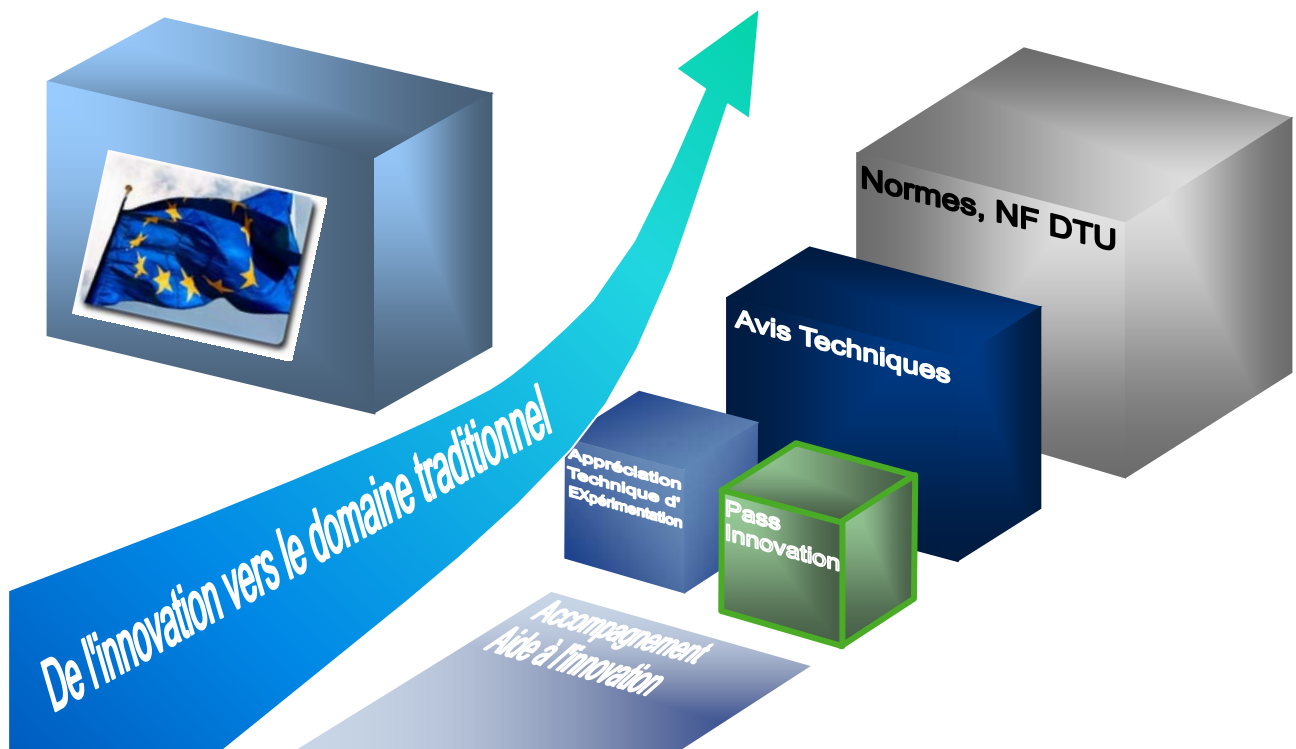 Normes, NF DTU
Avis Techniques
De l'innovation vers le domaine traditionnel
Appréciation
Technique d'
EXpérimentation
Pass
Innovation
Accompagnement
Aide à l'Innovation